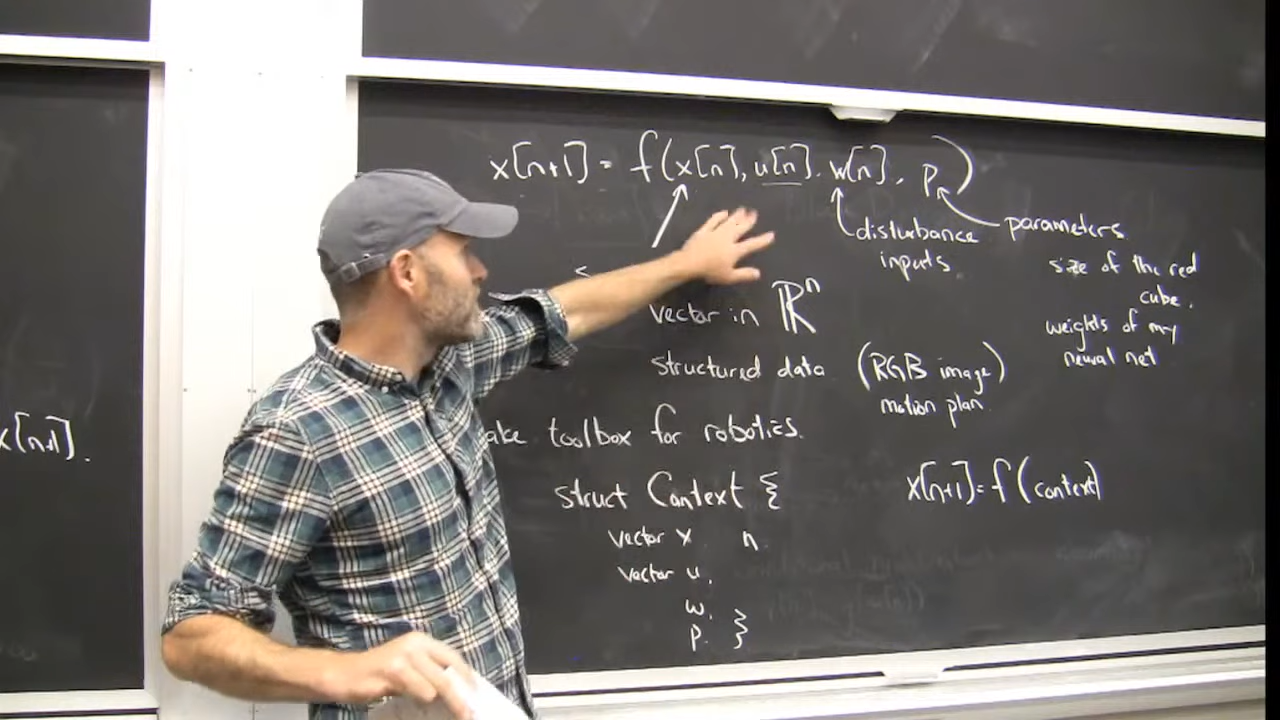 x[n+1] = f(x[n], u[n], w[n], p)
disturbance
inputs
parameters
size of the red
cube.
weights of my
neural net
vector in ℝⁿ
structured data (RGB image)
motion plan
toolbox for robotics.
x[n+1].
struct Context {
x[n+1] = f(context)
vector x n
vector u,
w,
p. }